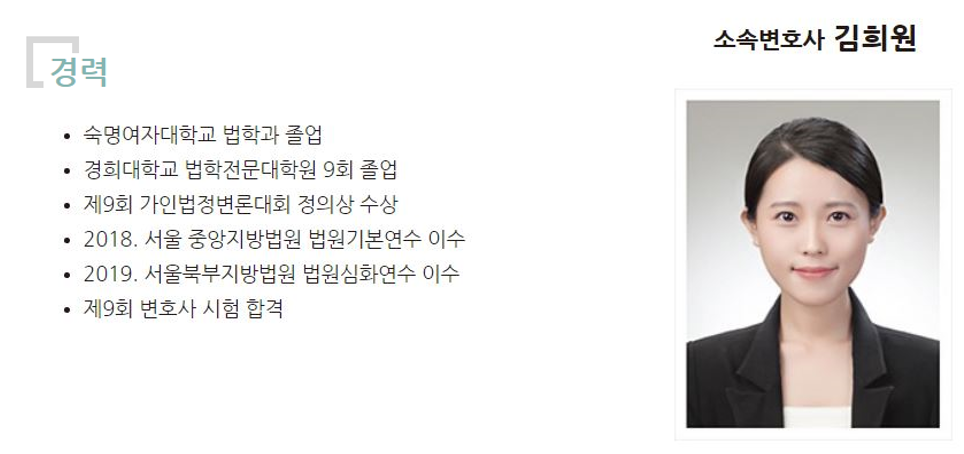 소속변호사 김희원
경력
• 숙명여자대학교 법학과 졸업
• 경희대학교 법학전문대학원 9회 졸업
• 제9회 가인법정변론대회 정의상 수상
• 2018. 서울 중앙지방법원 법원기본연수 이수
• 2019. 서울북부지방법원 법원심화연수 이수
• 제9회 변호사 시험 합격